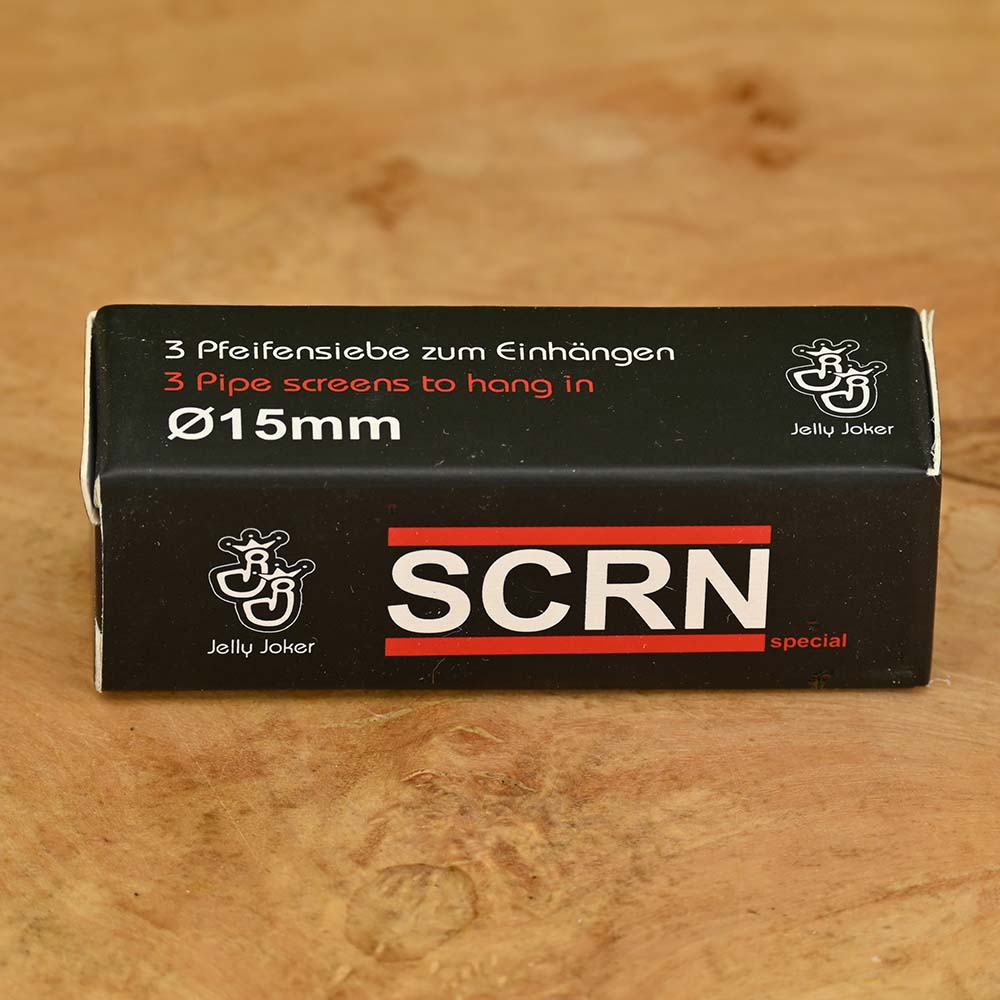 3 Pfeifensiebe zum Einhängen
3 Pipe screens to hang in
Ø15mm
Jelly Joker
SCRN
special
Jelly Joker